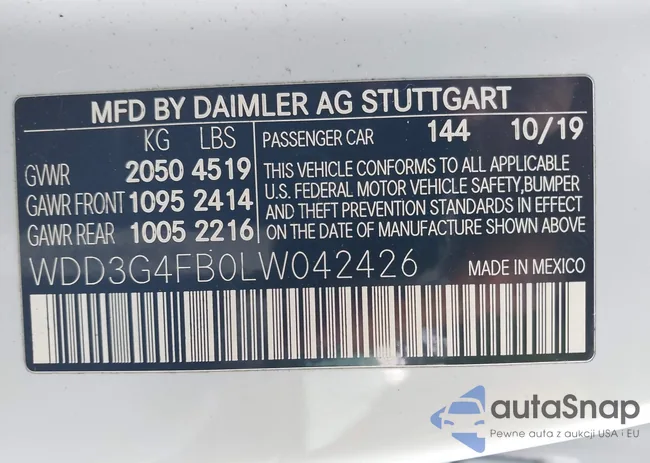 MFD BY DAIMLER AG STUTTGART
KG LBS PASSENGER CAR 144 10/19
GVWR 2050 4519
GAWR FRONT 1095 2414
GAWR REAR 1005 2216
THIS VEHICLE CONFORMS TO ALL APPLICABLE
U.S. FEDERAL MOTOR VEHICLE SAFETY,BUMPER
AND THEFT PREVENTION STANDARDS IN EFFECT
ON THE DATE OF MANUFACTURE SHOWN ABOVE
WDD3G4FB0LW042426 MADE IN MEXICO
autaSnap
Pewne auta z aukcji USA i EU